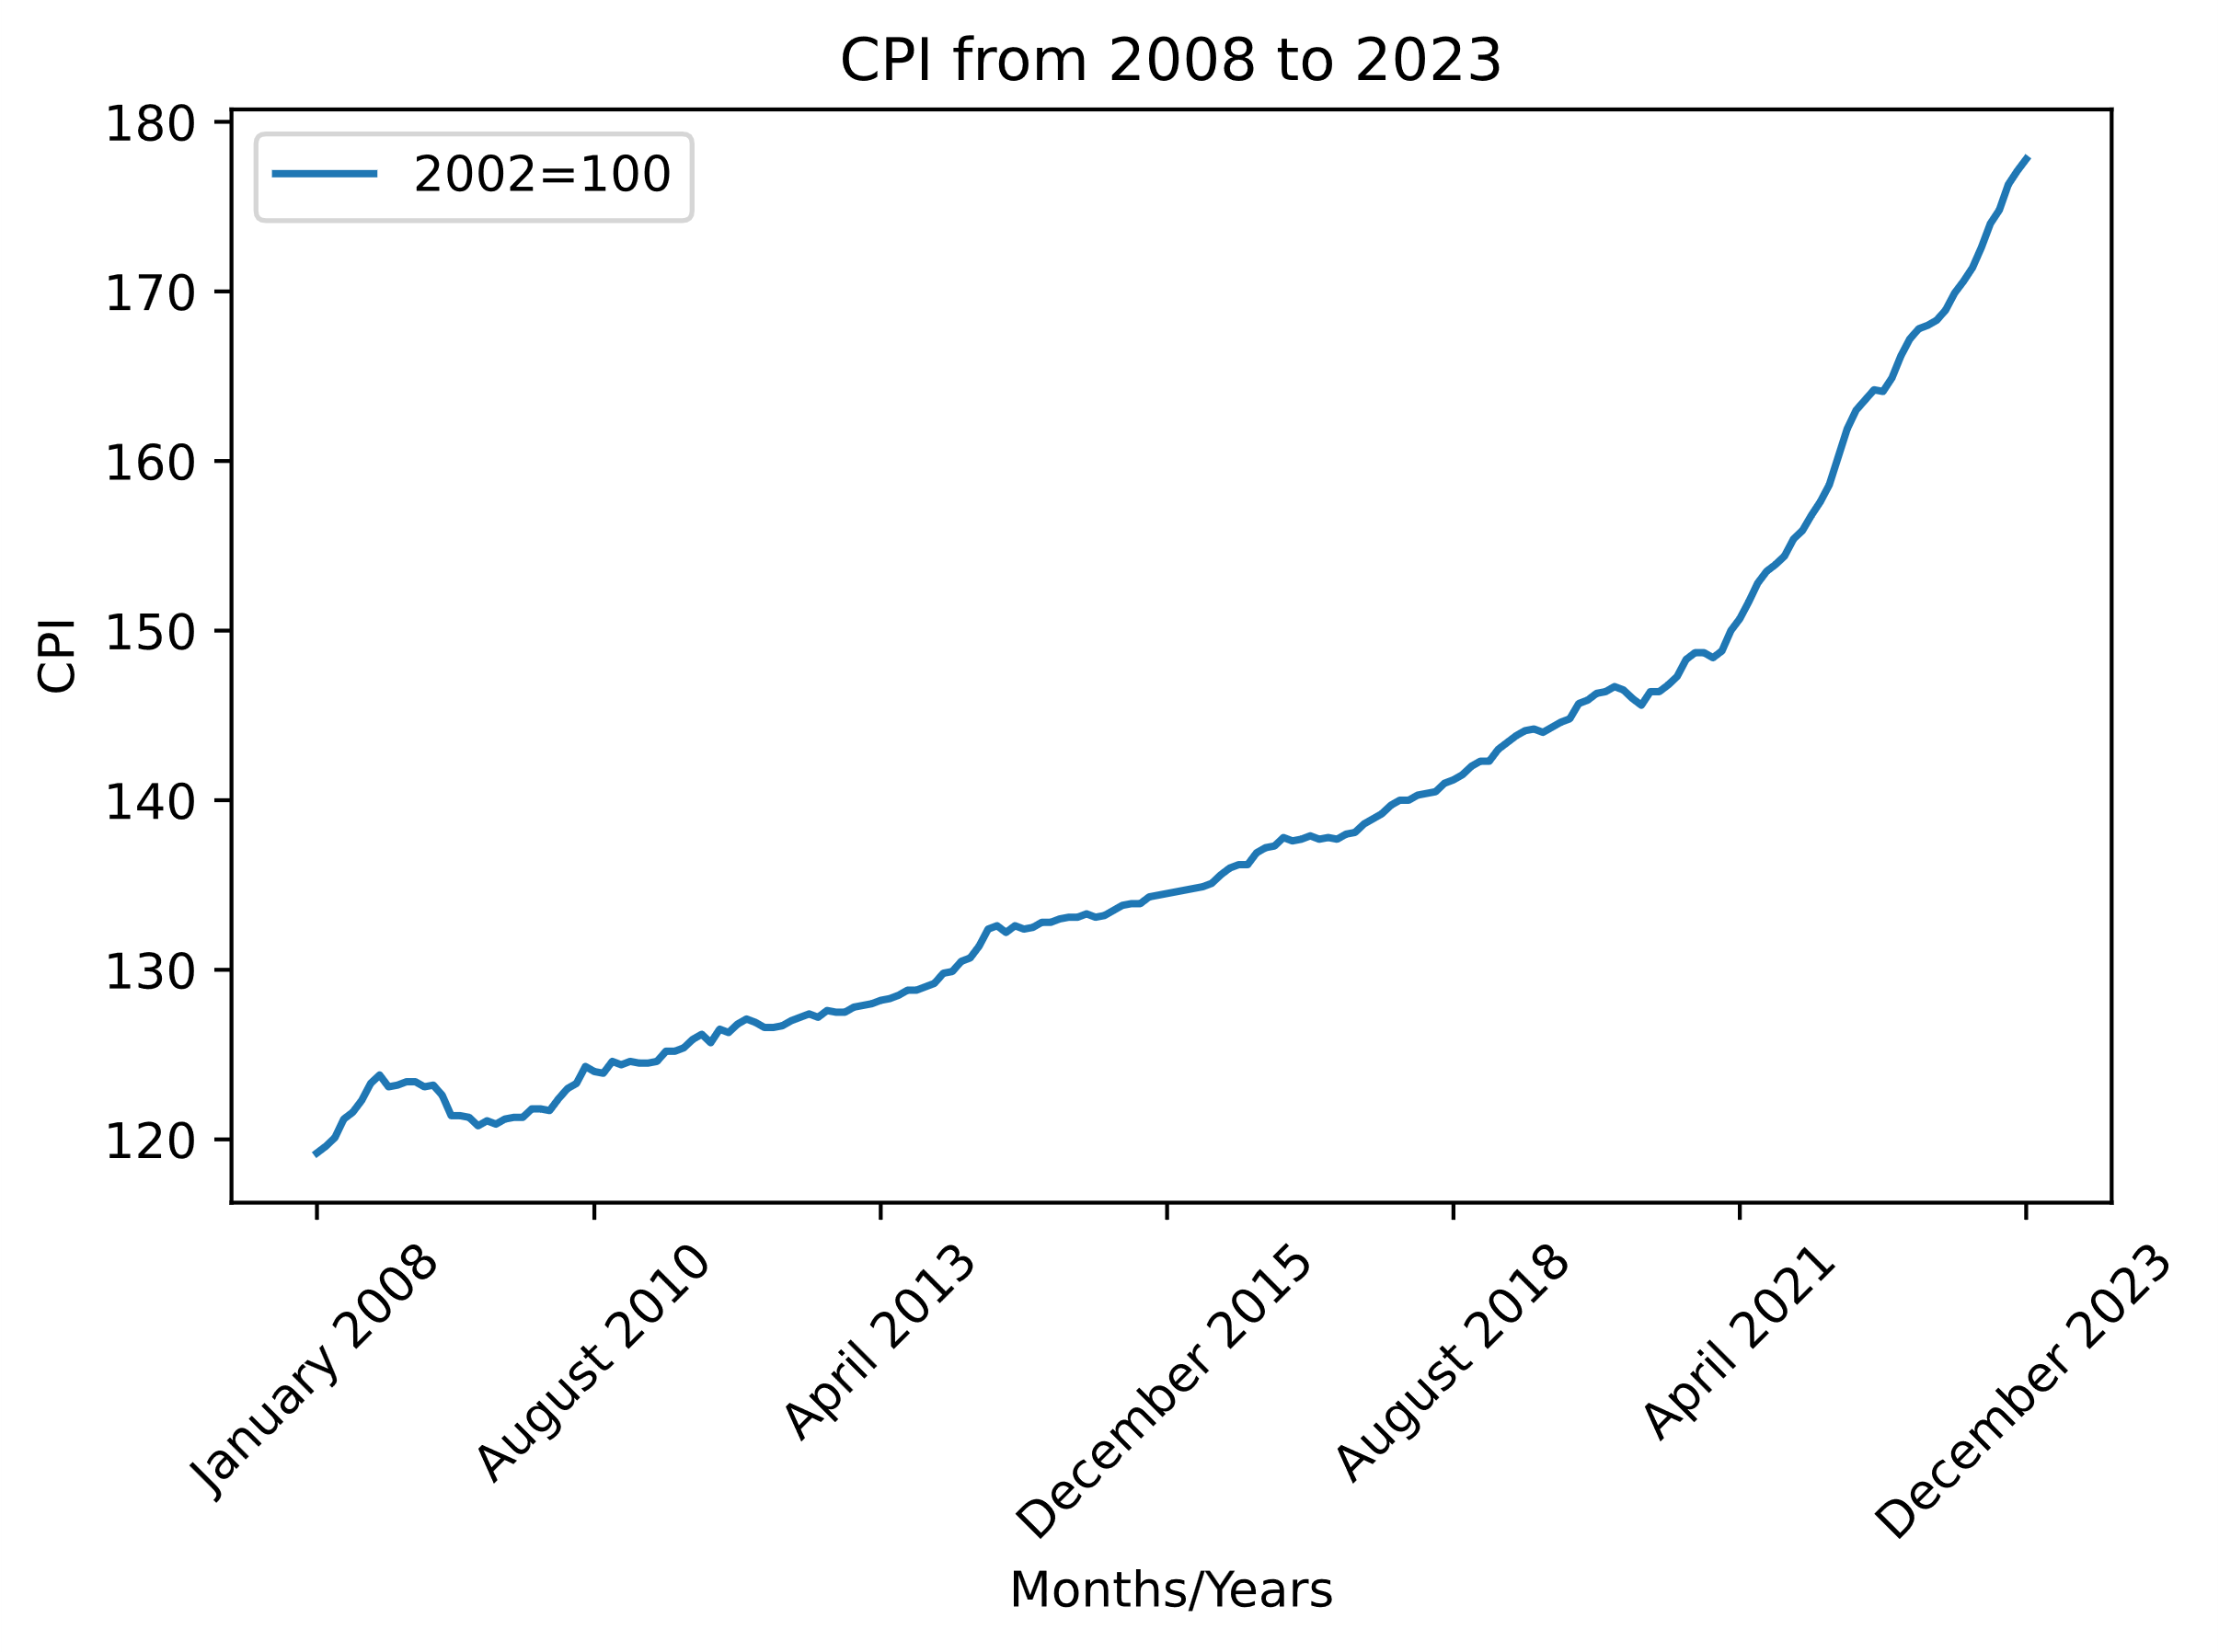 CPI from 2008 to 2023
2002=100
CPI
180
170
160
150
140
130
120
January 2008
August 2010
April 2013
December 2015
August 2018
April 2021
December 2023
Months/Years